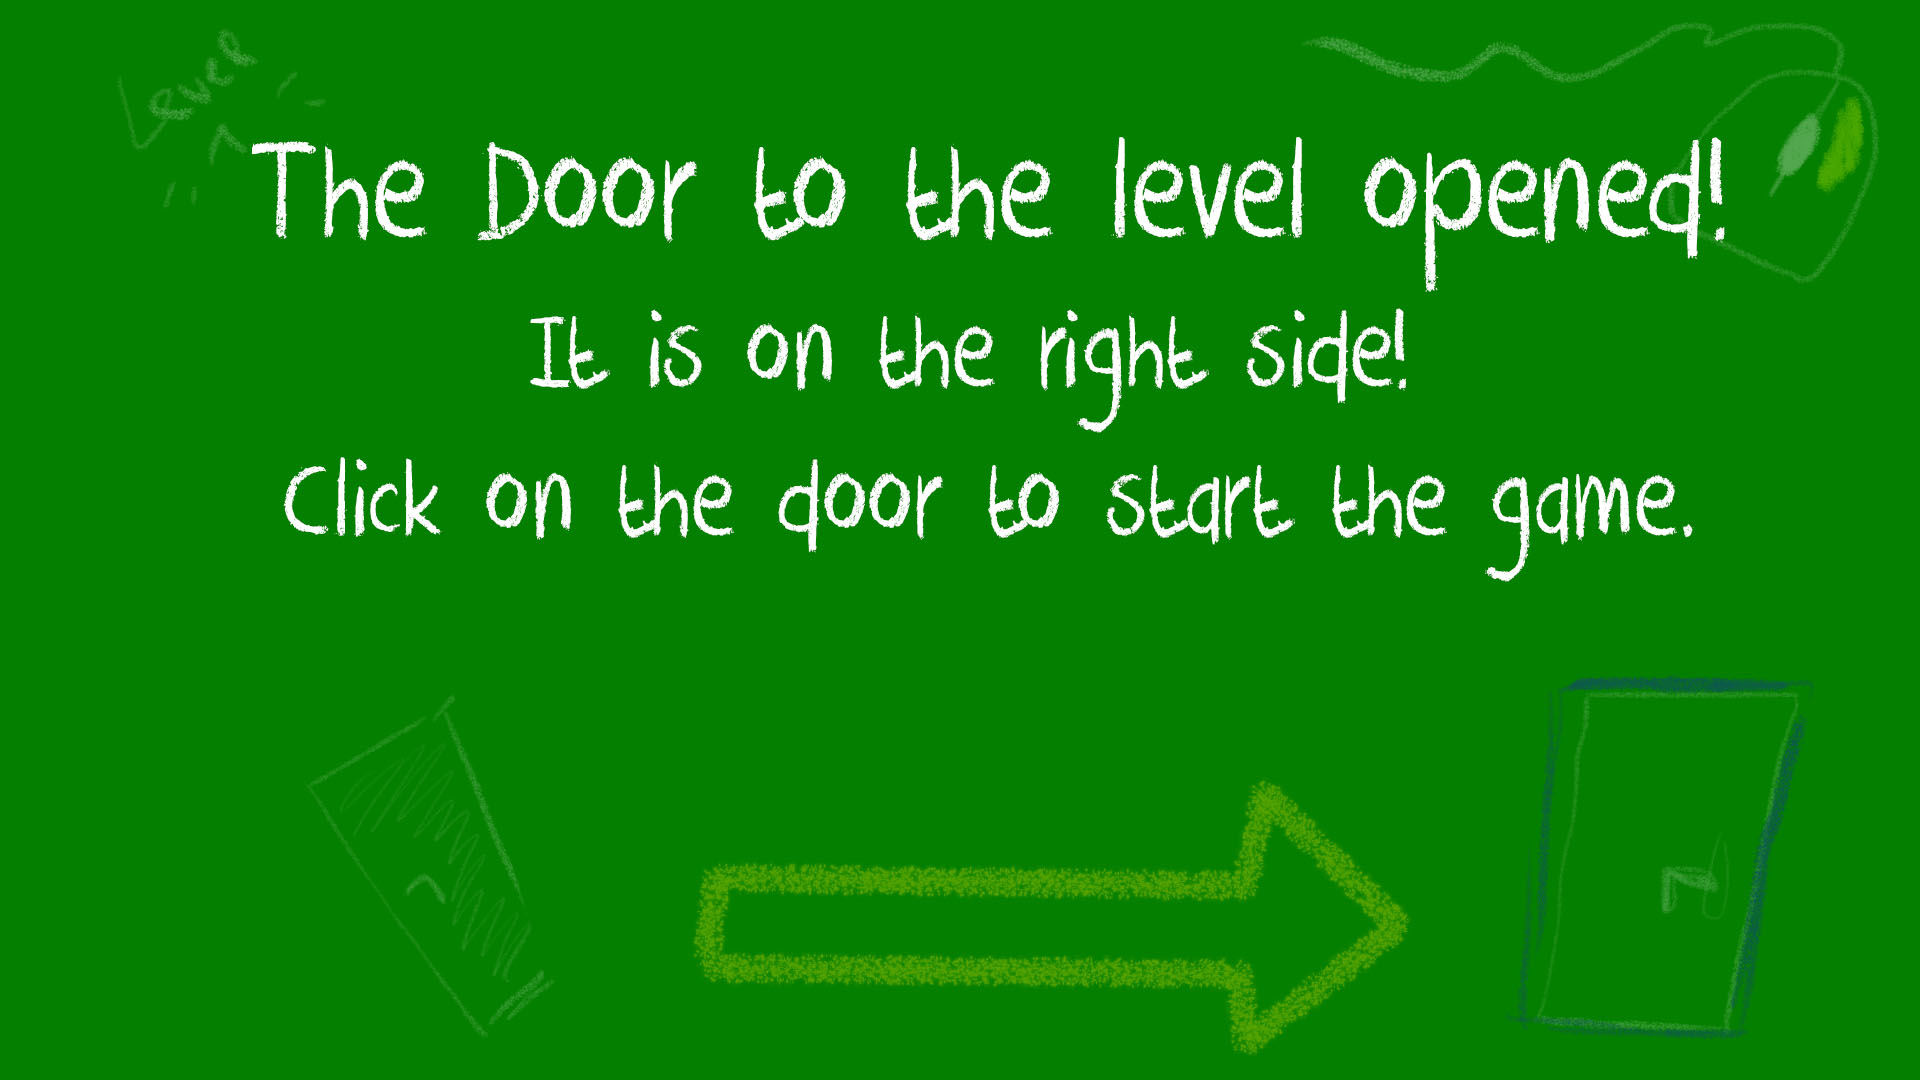 Level
The Door to the level opened!
It is on the right side!
Click on the door to start the game.